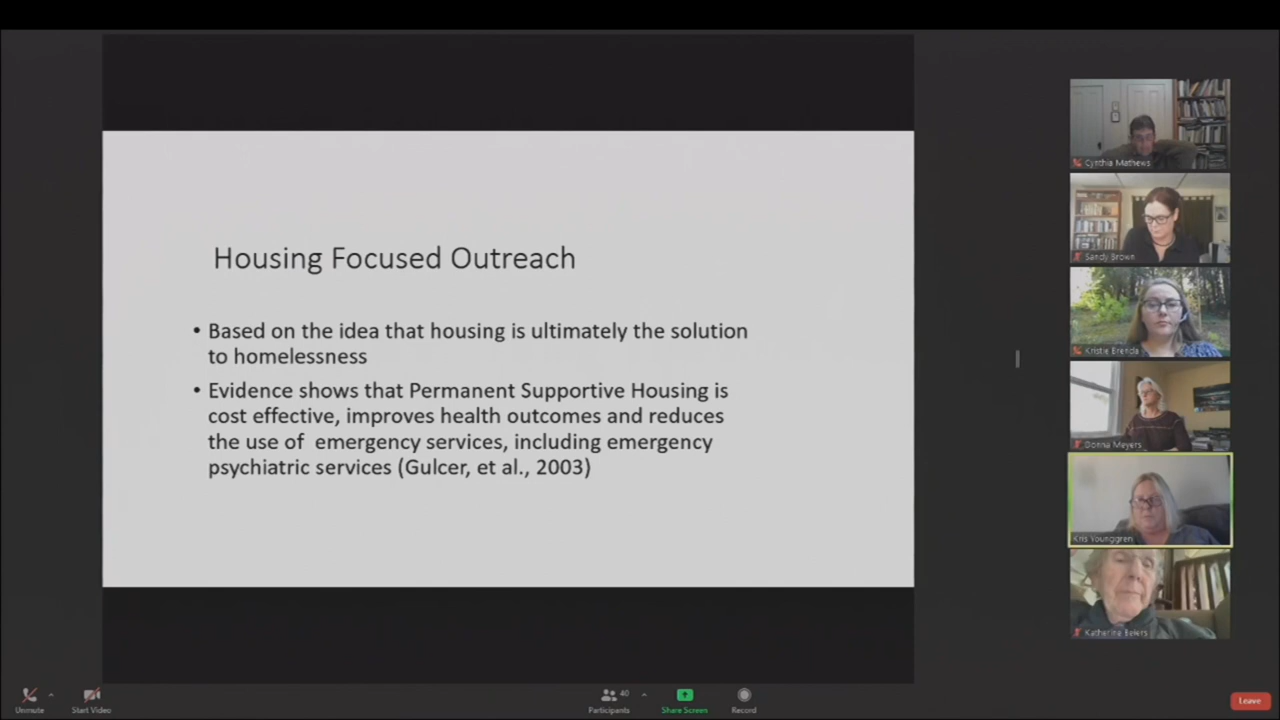 Housing Focused Outreach
• Based on the idea that housing is ultimately the solution
to homelessness
• Evidence shows that Permanent Supportive Housing is
cost effective, improves health outcomes and reduces
the use of emergency services, including emergency
psychiatric services (Gulcer, et al., 2003)
Cynthia Mathews
Sandy Brown
Kristie Brenda
Donna Meyers
Kris Younggren
Katherine Beiers
Unmute
Start Video
40
Participants
Share Screen
Record
Leave